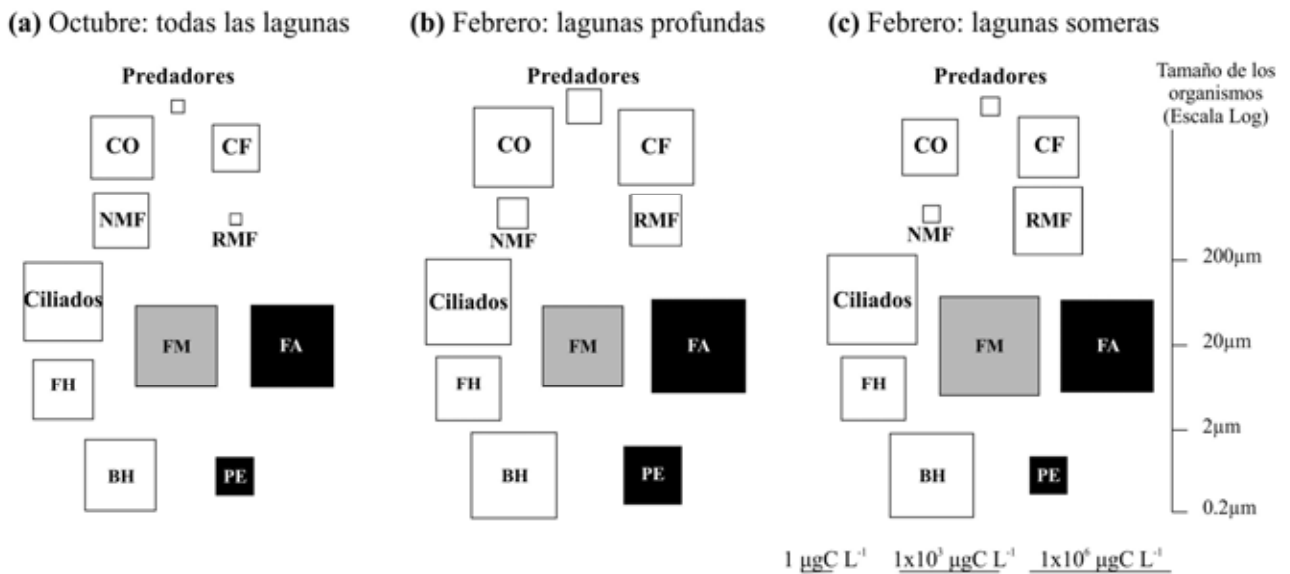 (a) Octubre: todas las lagunas
Predadores
CO
CF
NMF
RMF
Ciliados
FM
FA
FH
BH
PE
(b) Febrero: lagunas profundas
Predadores
CO
CF
NMF
RMF
Ciliados
FM
FA
FH
BH
PE
(c) Febrero: lagunas someras
Predadores
CO
CF
NMF
RMF
Ciliados
FM
FA
FH
BH
PE
Tamaño de los
organismos
(Escala Log)
200µm
20µm
2µm
0.2µm
1 µgC L⁻¹
1x10³ µgC L⁻¹
1x10⁶ µgC L⁻¹